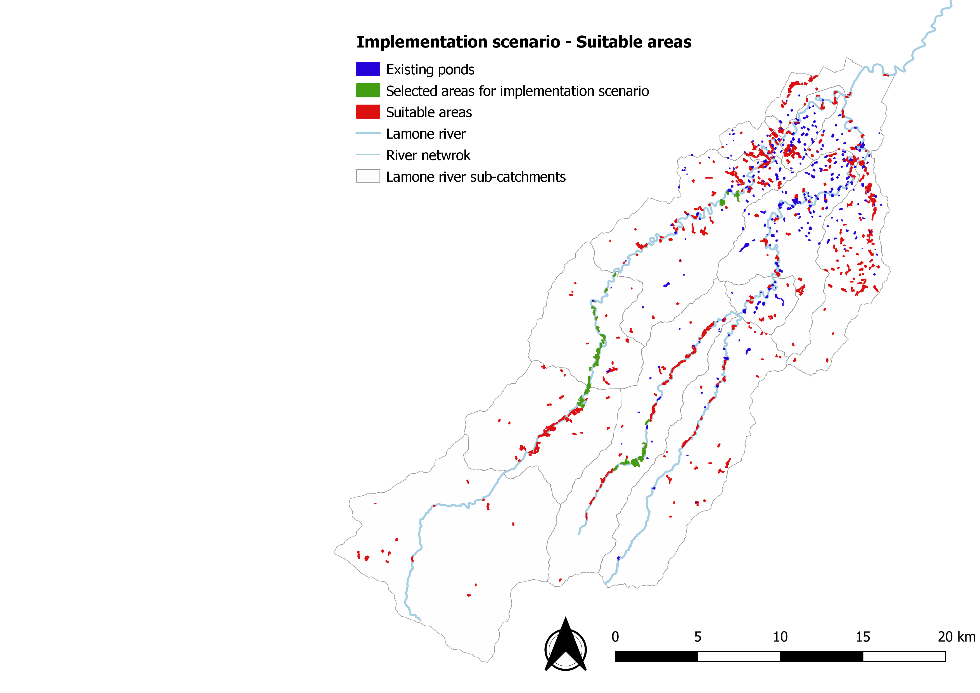 Implementation scenario - Suitable areas
Existing ponds
Selected areas for implementation scenario
Suitable areas
Lamone river
River netwrok
Lamone river sub-catchments
0 5 10 15 20 km